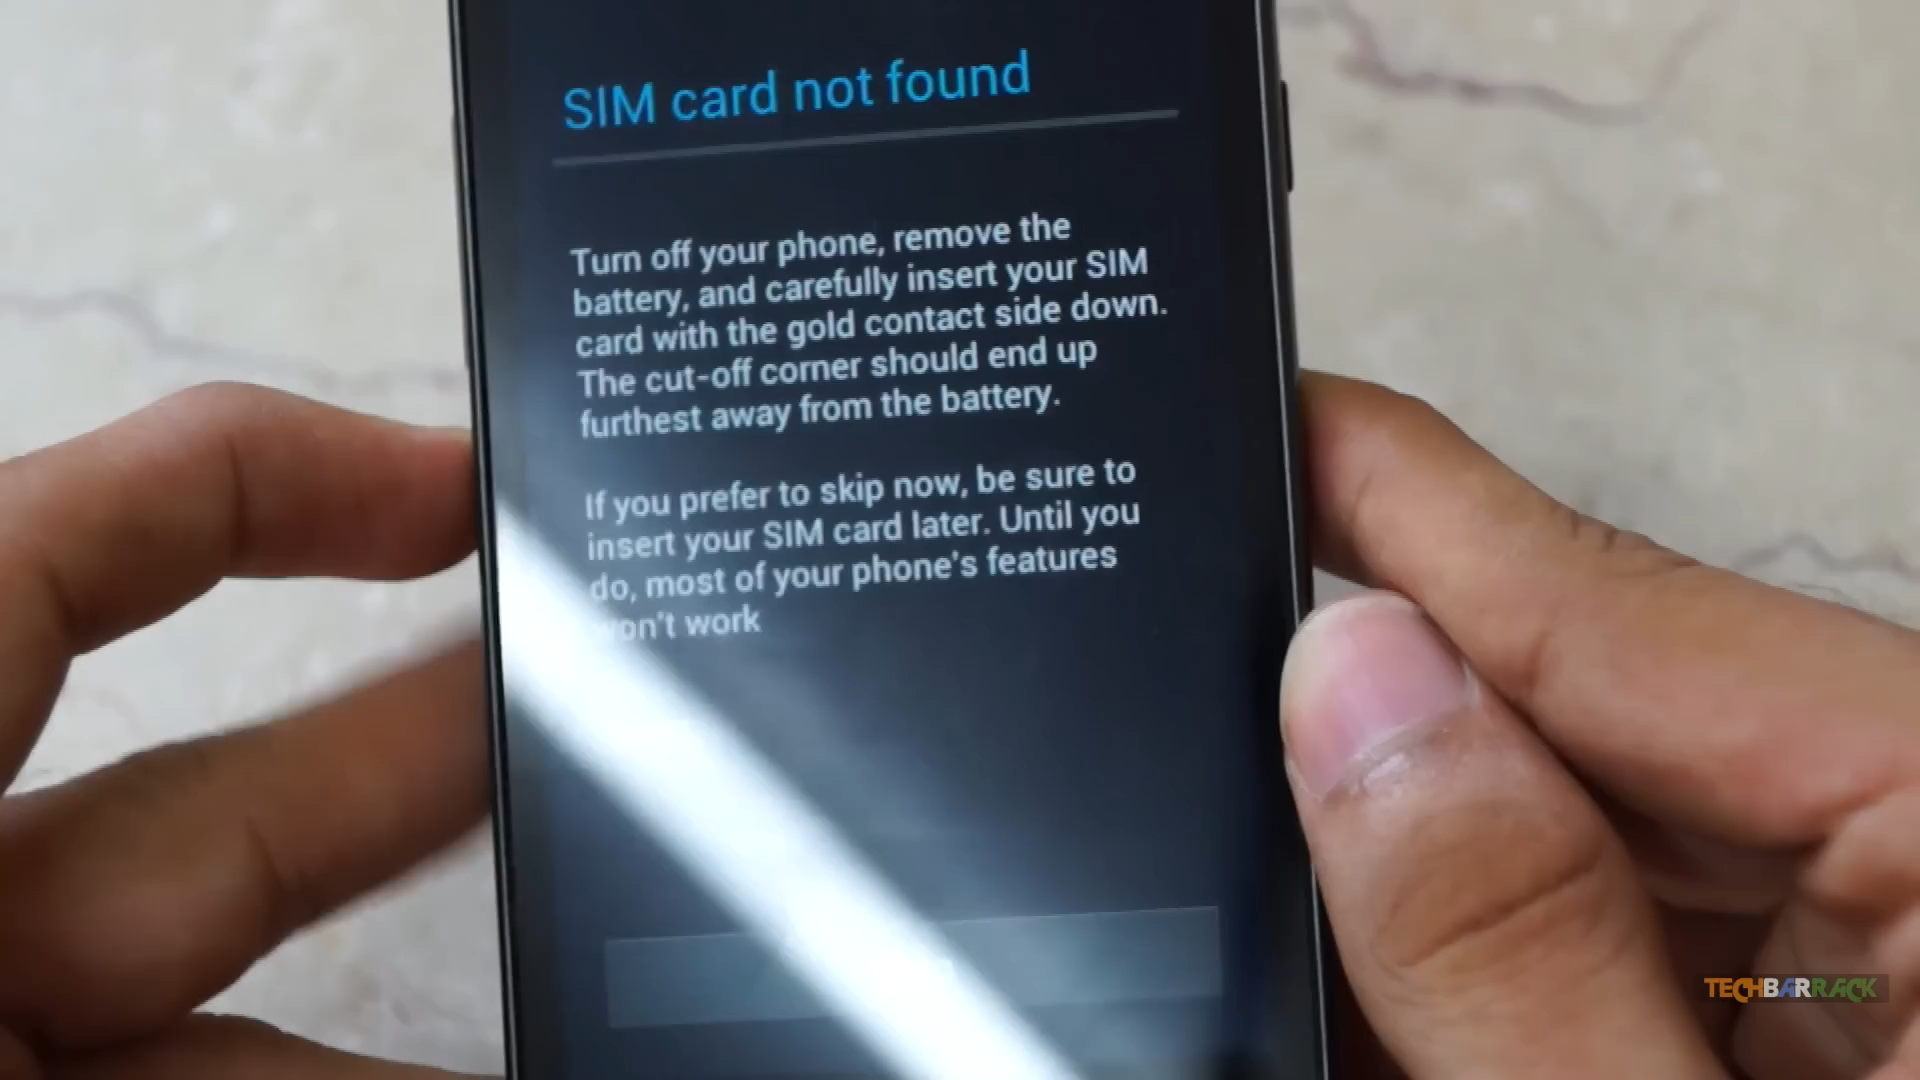 SIM card not found
Turn off your phone, remove the
battery, and carefully insert your SIM
card with the gold contact side down.
The cut-off corner should end up
furthest away from the battery.
If you prefer to skip now, be sure to
insert your SIM card later. Until you
do, most of your phone's features
won't work
TECHBARRACK